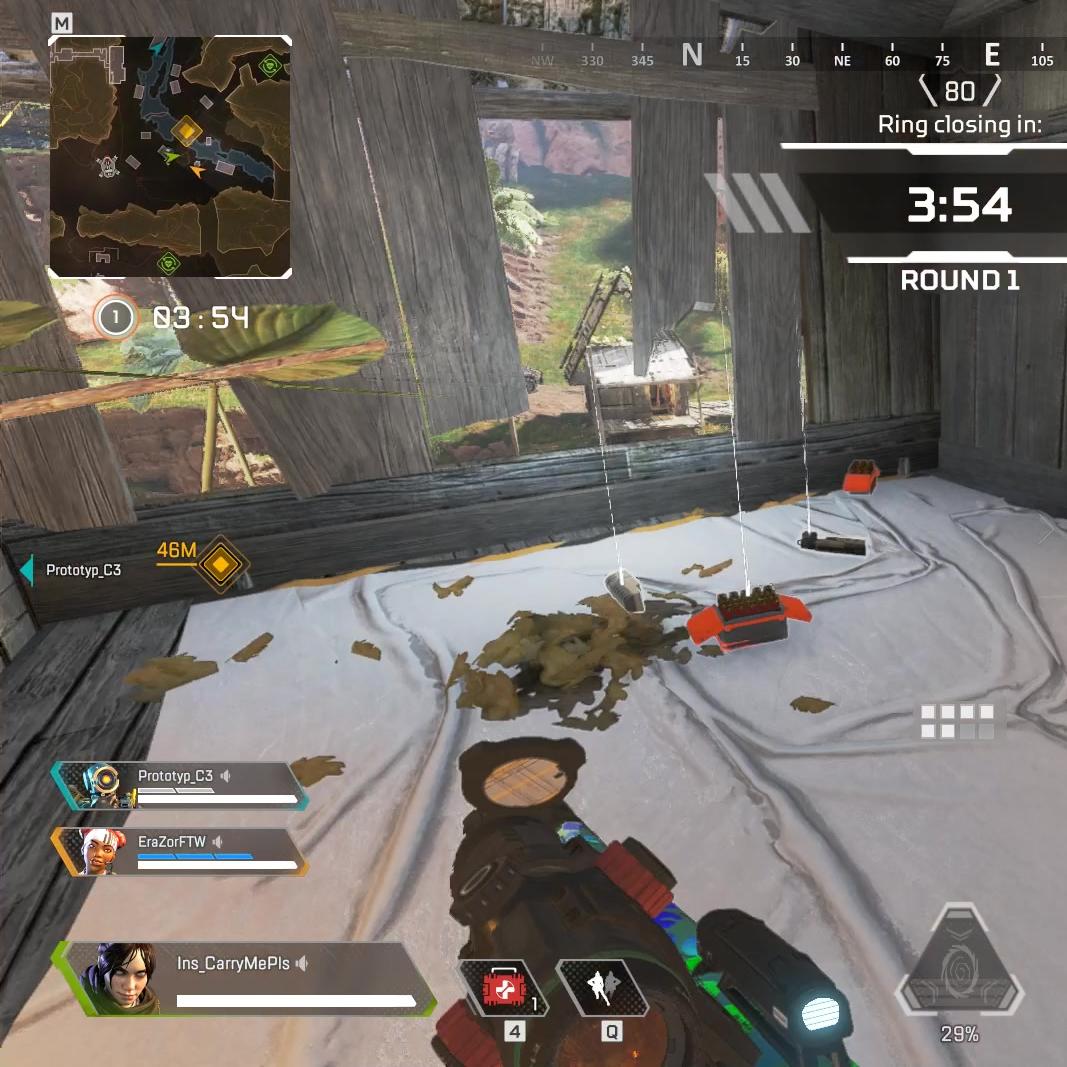 M
NW 330 345 N 15 30 NE 60 75 E 105
80
Ring closing in:
3:54
ROUND 1
1 03:54
46M
Prototyp_C3
Prototyp_C3
EraZorFTW
Ins_CarryMePls
1
4 Q
29%